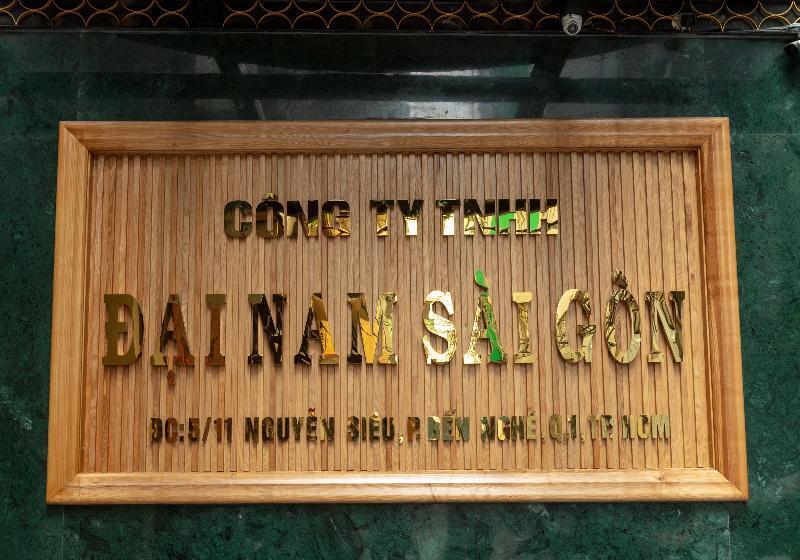 CÔNG TY TNHH
ĐẠI NAM SÀI GÒN
ĐC: 5/11 NGUYỄN SIÊU, P. BẾN NGHÉ, Q.1, TP. HCM